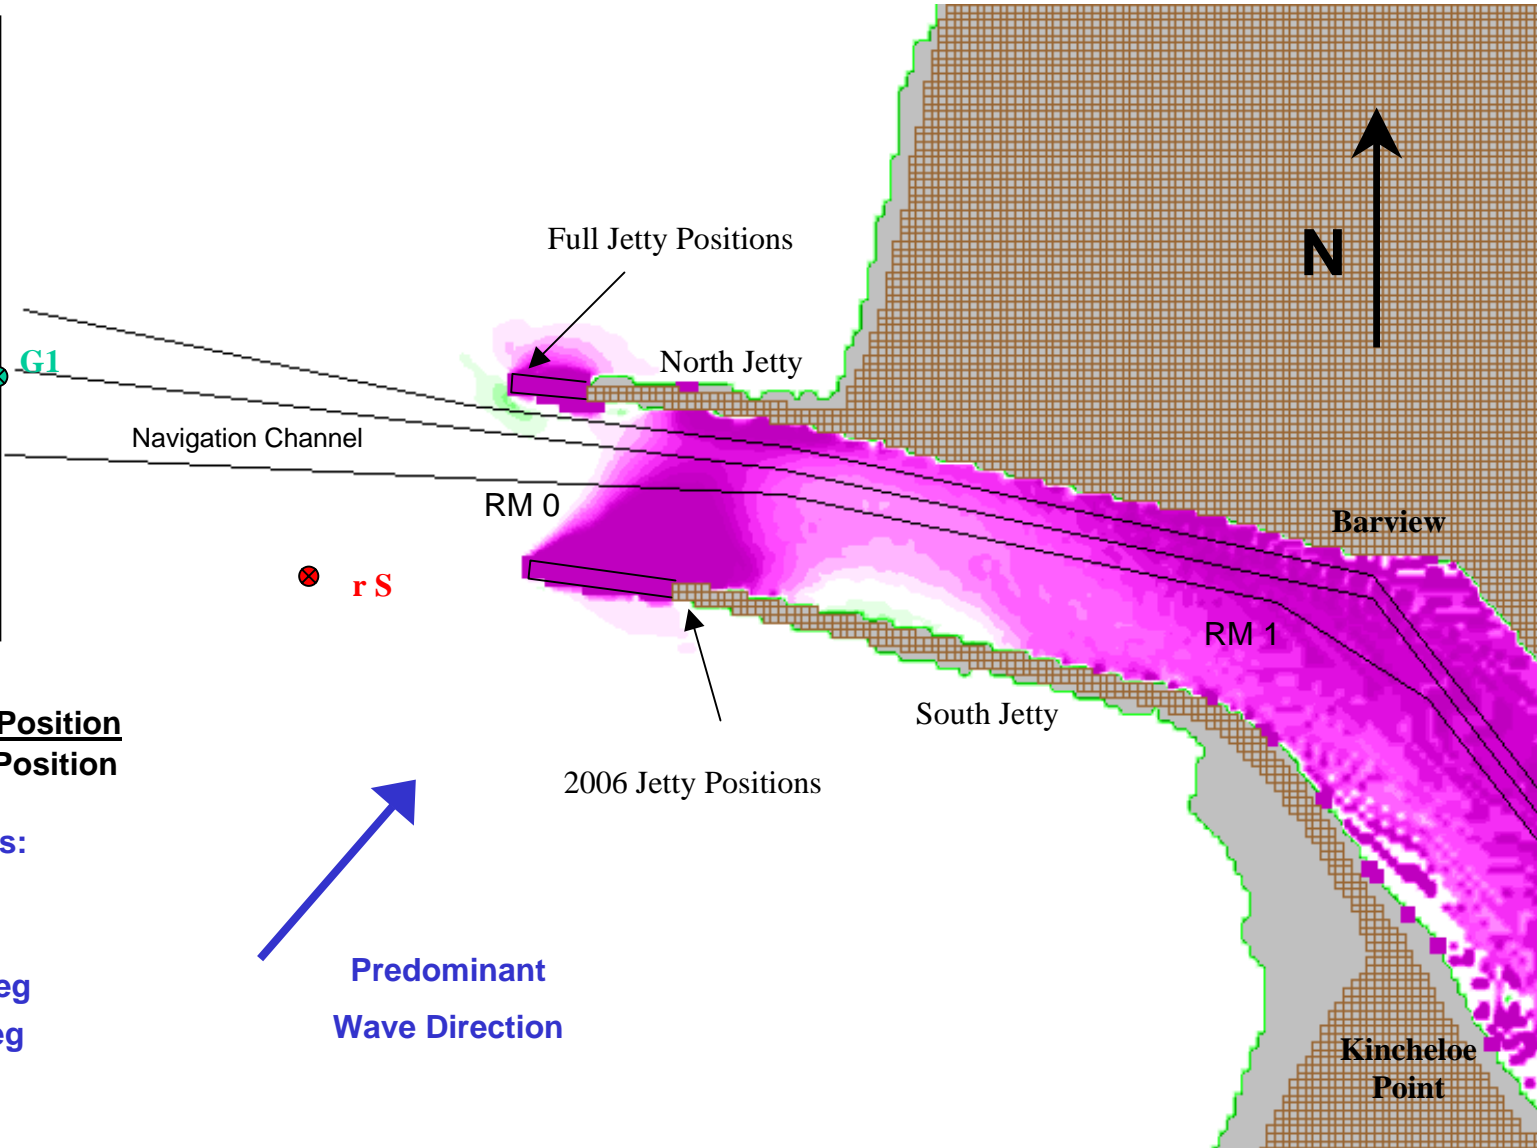 Full Jetty Positions
N
North Jetty
G1
Navigation Channel
RM 0
Barview
r S
RM 1
South Jetty
Position
Position
2006 Jetty Positions
s:
Predominant
Wave Direction
eg
eg
Kincheloe
Point